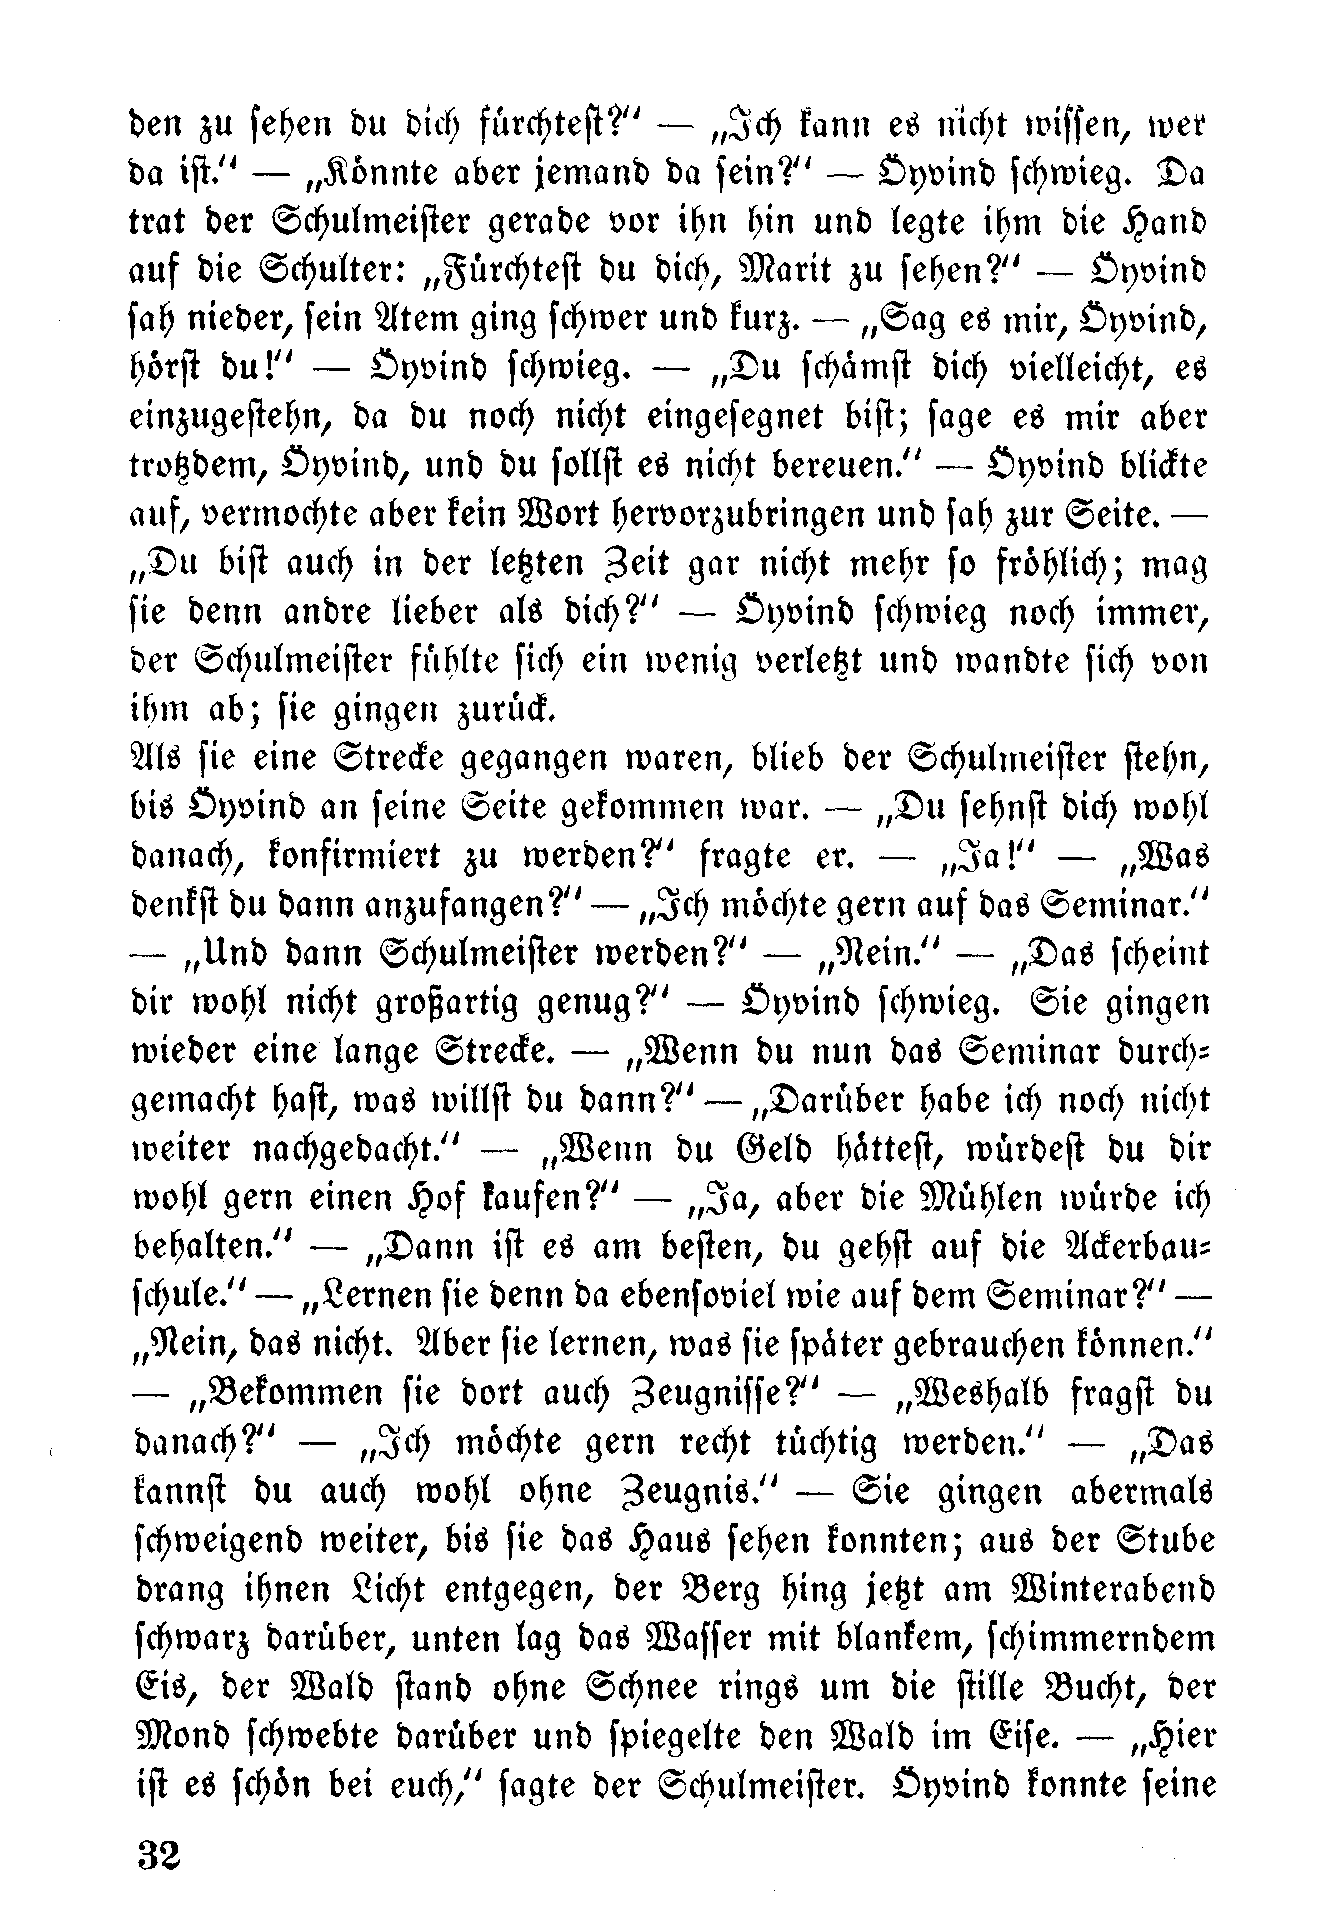 den zu sehen du dich fürchtest?“ — „Ich kann es nicht wissen, wer
da ist.“ — „Könnte aber jemand da sein?“ — Öyvind schwieg. Da
trat der Schulmeister gerade vor ihn hin und legte ihm die Hand
auf die Schulter: „Fürchtest du dich, Marit zu sehen?“ — Öyvind
sah nieder, sein Atem ging schwer und kurz. — „Sag es mir, Öyvind,
hörst du!“ — Öyvind schwieg. — „Du schämst dich vielleicht, es
einzugestehn, da du noch nicht eingesegnet bist; sage es mir aber
trotzdem, Öyvind, und du sollst es nicht bereuen.“ — Öyvind blickte
auf, vermochte aber kein Wort hervorzubringen und sah zur Seite. —
„Du bist auch in der letzten Zeit gar nicht mehr so fröhlich; mag
sie denn andre lieber als dich?“ — Öyvind schwieg noch immer,
der Schulmeister fühlte sich ein wenig verletzt und wandte sich von
ihm ab; sie gingen zurück.
Als sie eine Strecke gegangen waren, blieb der Schulmeister stehn,
bis Öyvind an seine Seite gekommen war. — „Du sehnst dich wohl
danach, konfirmiert zu werden?“ fragte er. — „Ja!“ — „Was
denkst du dann anzufangen?“ — „Ich möchte gern auf das Seminar.“
— „Und dann Schulmeister werden?“ — „Nein.“ — „Das scheint
dir wohl nicht großartig genug?“ — Öyvind schwieg. Sie gingen
wieder eine lange Strecke. — „Wenn du nun das Seminar durch-
gemacht hast, was willst du dann?“ — „Darüber habe ich noch nicht
weiter nachgedacht.“ — „Wenn du Geld hättest, würdest du dir
wohl gern einen Hof kaufen?“ — „Ja, aber die Mühlen würde ich
behalten.“ — „Dann ist es am besten, du gehst auf die Ackerbau-
schule.“ — „Lernen sie denn da ebensoviel wie auf dem Seminar?“ —
„Nein, das nicht. Aber sie lernen, was sie später gebrauchen können.“
— „Bekommen sie dort auch Zeugnisse?“ — „Weshalb fragst du
danach?“ — „Ich möchte gern recht tüchtig werden.“ — „Das
kannst du auch wohl ohne Zeugnis.“ — Sie gingen abermals
schweigend weiter, bis sie das Haus sehen konnten; aus der Stube
drang ihnen Licht entgegen, der Berg hing jetzt am Winterabend
schwarz darüber, unten lag das Wasser mit blankem, schimmerndem
Eis, der Wald stand ohne Schnee rings um die stille Bucht, der
Mond schwebte darüber und spiegelte den Wald im Eise. — „Hier
ist es schön bei euch,“ sagte der Schulmeister. Öyvind konnte seine
32